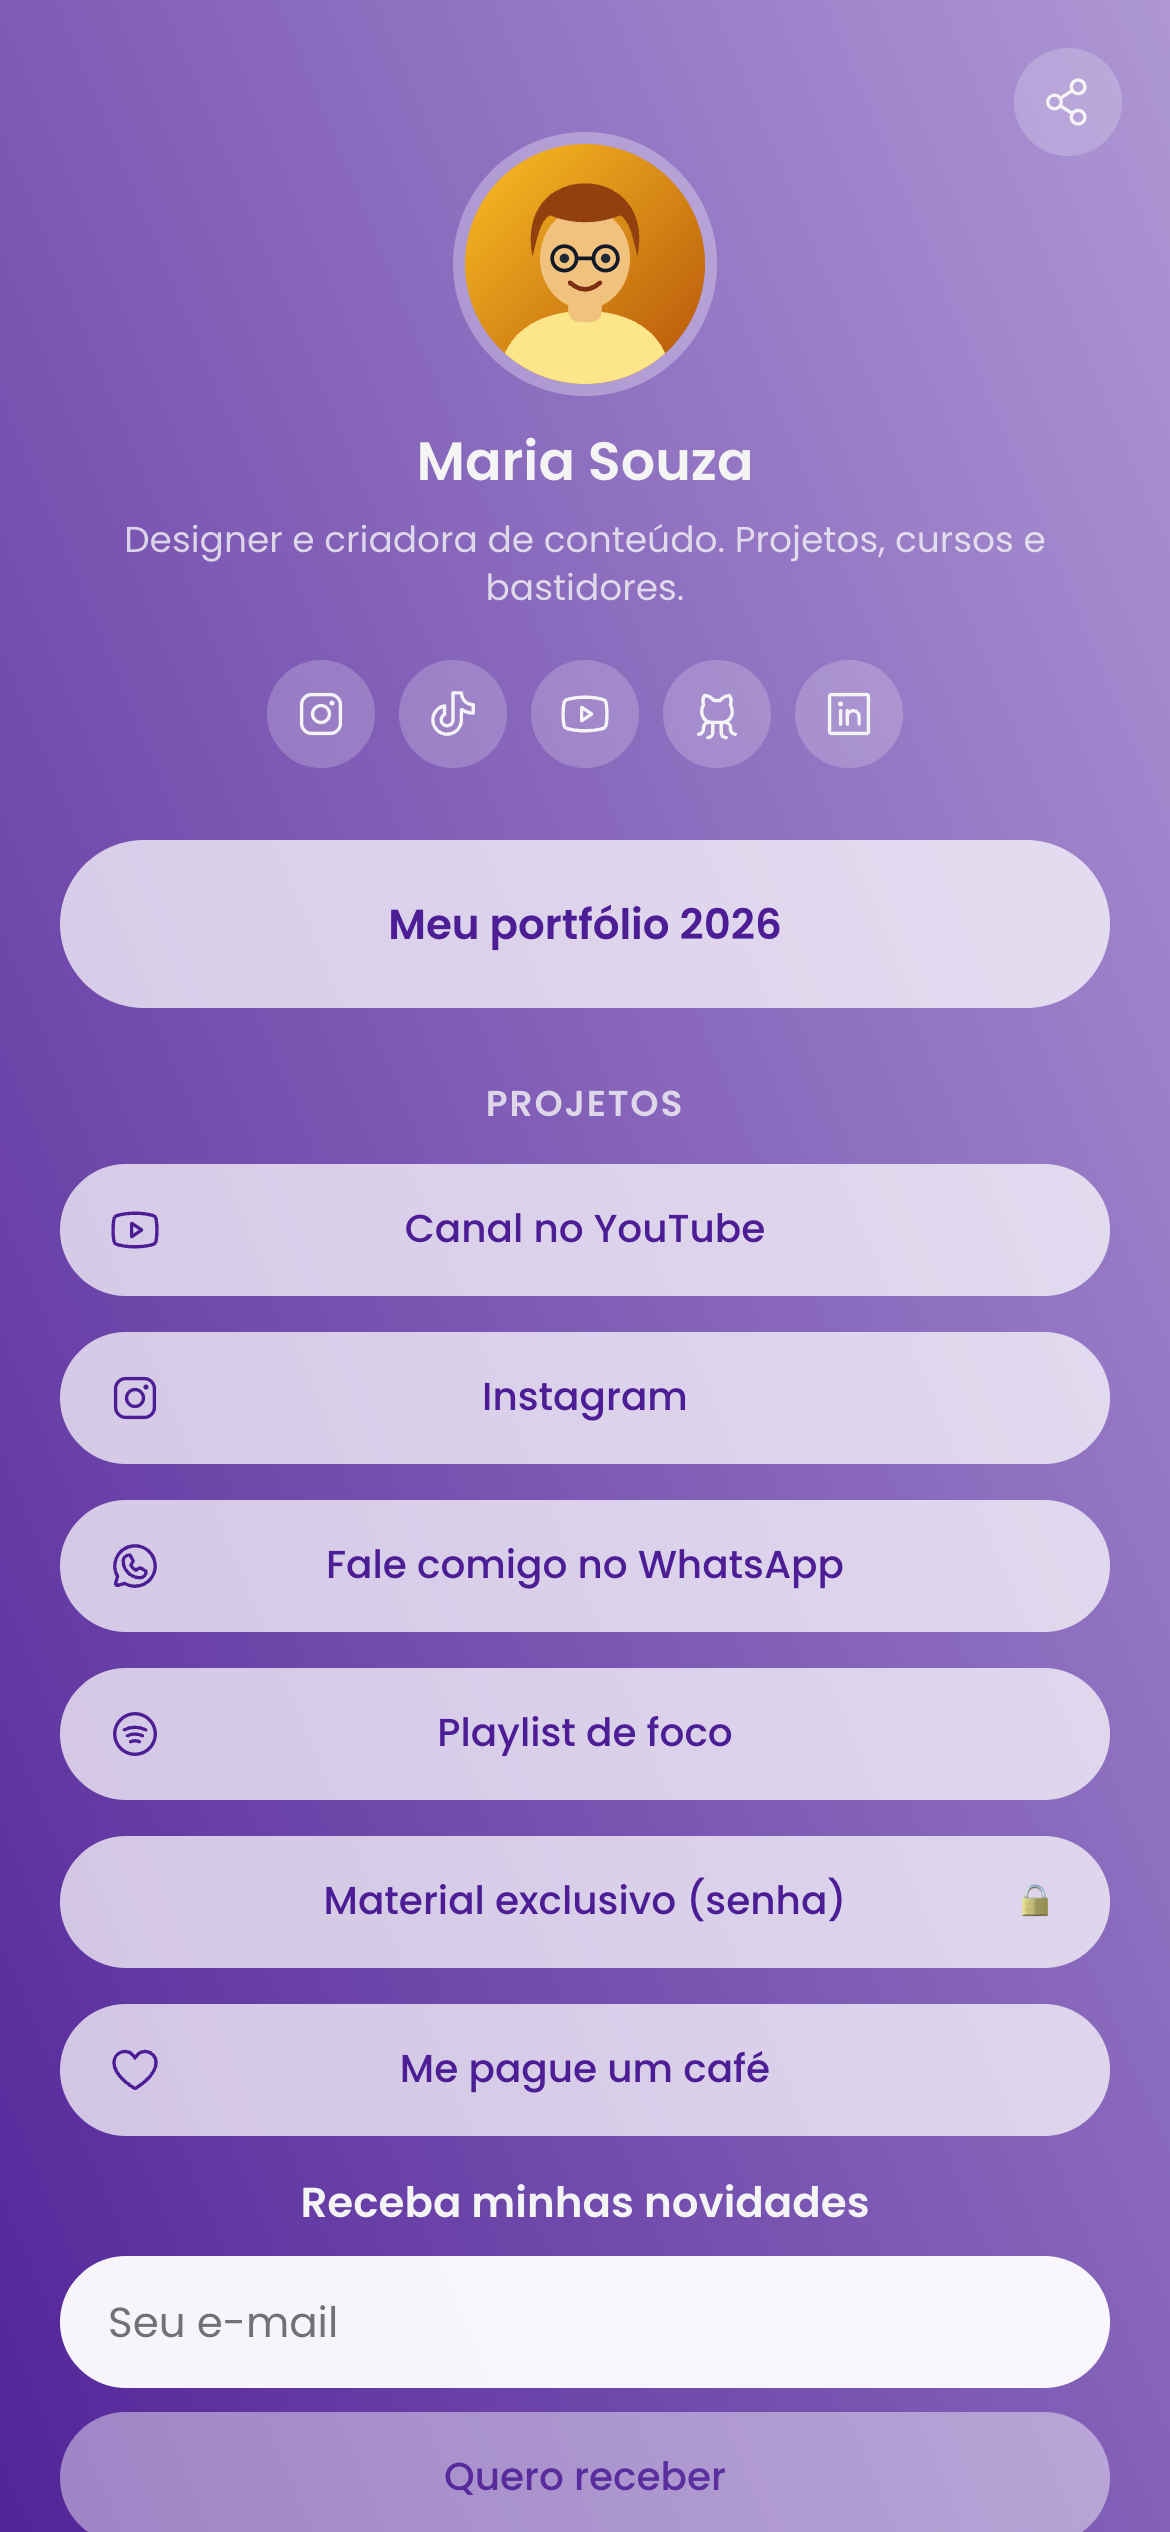 Maria Souza
Designer e criadora de conteúdo. Projetos, cursos e
bastidores.
Meu portfólio 2026
PROJETOS
Canal no YouTube
Instagram
Fale comigo no WhatsApp
Playlist de foco
Material exclusivo (senha)
Me pague um café
Receba minhas novidades
Seu e-mail
Quero receber